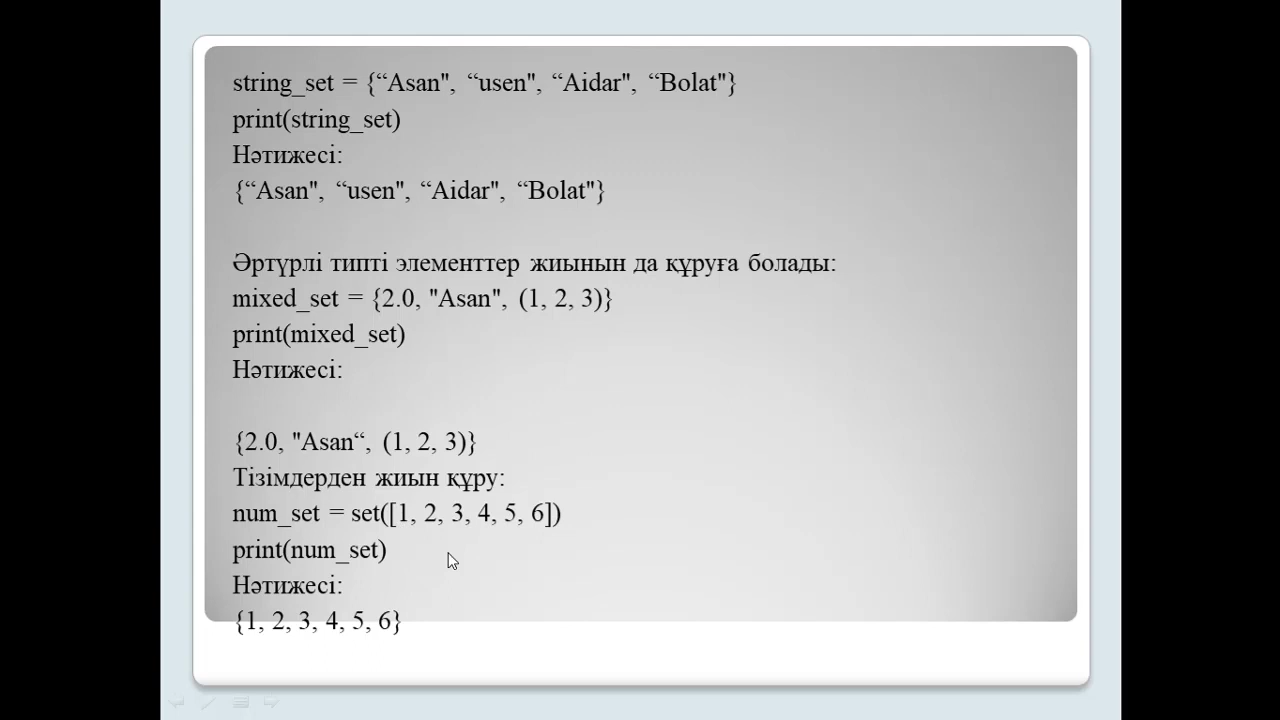 string_set = {“Asan", “usen", “Aidar", “Bolat"}
print(string_set)
Нәтижесі:
{“Asan", “usen", “Aidar", “Bolat"}
Әртүрлі типті элементтер жиынын да құруға болады:
mixed_set = {2.0, "Asan", (1, 2, 3)}
print(mixed_set)
Нәтижесі:
{2.0, "Asan“, (1, 2, 3)}
Тізімдерден жиын құру:
num_set = set([1, 2, 3, 4, 5, 6])
print(num_set)
Нәтижесі:
{1, 2, 3, 4, 5, 6}